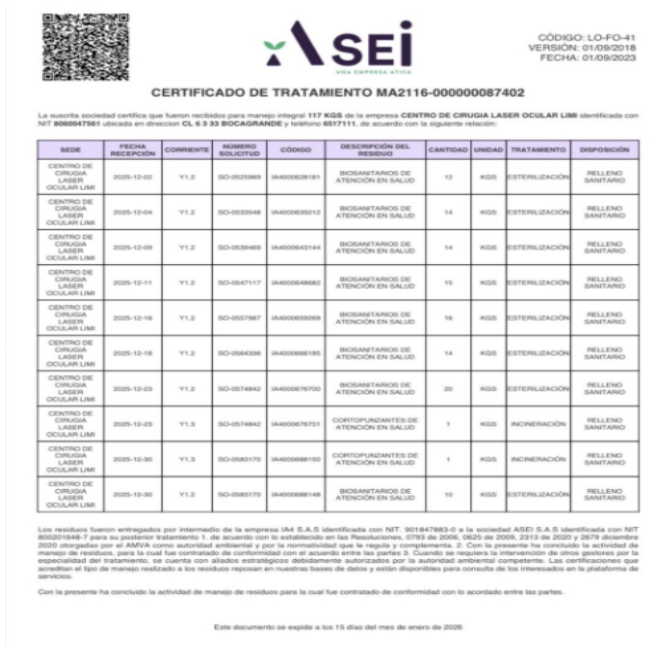 ASEI
UNA EMPRESA ATICA
CÓDIGO: LO-FO-41
VERSIÓN: 01/09/2018
FECHA: 01/09/2023
CERTIFICADO DE TRATAMIENTO MA2116-000000087402
La suscrita sociedad certifica que fueron recibidos para manejo integral 117 KGS de la empresa CENTRO DE CIRUGIA LASER OCULAR LIMI identificada con
NIT 8060047561 ubicada en direccion CL 6 3 33 BOCAGRANDE y teléfono 6517111, de acuerdo con la siguiente relación:
SEDE FECHA RECEPCIÓN CORRIENTE NÚMERO SOLICITUD CÓDIGO DESCRIPCIÓN DEL RESIDUO CANTIDAD UNIDAD TRATAMIENTO DISPOSICIÓN
CENTRO DE CIRUGIA LASER OCULAR LIMI 2025-12-02 Y1.2 SO-0525989 IA4000628181 BIOSANITARIOS DE ATENCIÓN EN SALUD 12 KGS ESTERILIZACIÓN RELLENO SANITARIO
CENTRO DE CIRUGIA LASER OCULAR LIMI 2025-12-04 Y1.2 SO-0533548 IA4000635012 BIOSANITARIOS DE ATENCIÓN EN SALUD 14 KGS ESTERILIZACIÓN RELLENO SANITARIO
CENTRO DE CIRUGIA LASER OCULAR LIMI 2025-12-09 Y1.2 SO-0539469 IA4000643144 BIOSANITARIOS DE ATENCIÓN EN SALUD 14 KGS ESTERILIZACIÓN RELLENO SANITARIO
CENTRO DE CIRUGIA LASER OCULAR LIMI 2025-12-11 Y1.2 SO-0547117 IA4000648682 BIOSANITARIOS DE ATENCIÓN EN SALUD 15 KGS ESTERILIZACIÓN RELLENO SANITARIO
CENTRO DE CIRUGIA LASER OCULAR LIMI 2025-12-16 Y1.2 SO-0557987 IA4000659269 BIOSANITARIOS DE ATENCIÓN EN SALUD 16 KGS ESTERILIZACIÓN RELLENO SANITARIO
CENTRO DE CIRUGIA LASER OCULAR LIMI 2025-12-18 Y1.2 SO-0564336 IA4000666185 BIOSANITARIOS DE ATENCIÓN EN SALUD 14 KGS ESTERILIZACIÓN RELLENO SANITARIO
CENTRO DE CIRUGIA LASER OCULAR LIMI 2025-12-23 Y1.2 SO-0574842 IA4000676700 BIOSANITARIOS DE ATENCIÓN EN SALUD 20 KGS ESTERILIZACIÓN RELLENO SANITARIO
CENTRO DE CIRUGIA LASER OCULAR LIMI 2025-12-23 Y1.3 SO-0574842 IA4000676701 CORTOPUNZANTES DE ATENCIÓN EN SALUD 1 KGS INCINERACIÓN RELLENO SANITARIO
CENTRO DE CIRUGIA LASER OCULAR LIMI 2025-12-30 Y1.3 SO-0583170 IA4000688150 CORTOPUNZANTES DE ATENCIÓN EN SALUD 1 KGS INCINERACIÓN RELLENO SANITARIO
CENTRO DE CIRUGIA LASER OCULAR LIMI 2025-12-30 Y1.2 SO-0583170 IA4000688148 BIOSANITARIOS DE ATENCIÓN EN SALUD 10 KGS ESTERILIZACIÓN RELLENO SANITARIO
Los residuos fueron entregados por intermedio de la empresa IA4 S.A.S identificada con NIT. 901847883-0 a la sociedad ASEI S.A.S identificada con NIT
800201648-7 para su posterior tratamiento 1. de acuerdo con lo establecido en las Resoluciones, 0793 de 2006, 0625 de 2009, 2313 de 2020 y 2679 diciembre
2020 otorgadas por el AMVA como autoridad ambiental y por la normatividad que le regula y complementa. 2. Con la presente ha concluido la actividad de
manejo de residuos, para la cual fue contratado de conformidad con el acuerdo entre las partes 3. Cuando se requiera la intervención de otros gestores por la
especialidad del tratamiento, se cuenta con aliados estratégicos debidamente autorizados por la autoridad ambiental competente. Las certificaciones que
acreditan el tipo de manejo realizado a los residuos reposan en nuestras bases de datos y están disponibles para consulta de los interesados en la plataforma de
servicios.
Con la presente ha concluido la actividad de manejo de residuos para la cual fue contratado de conformidad con lo acordado entre las partes.
Este documento se expide a los 15 días del mes de enero de 2026